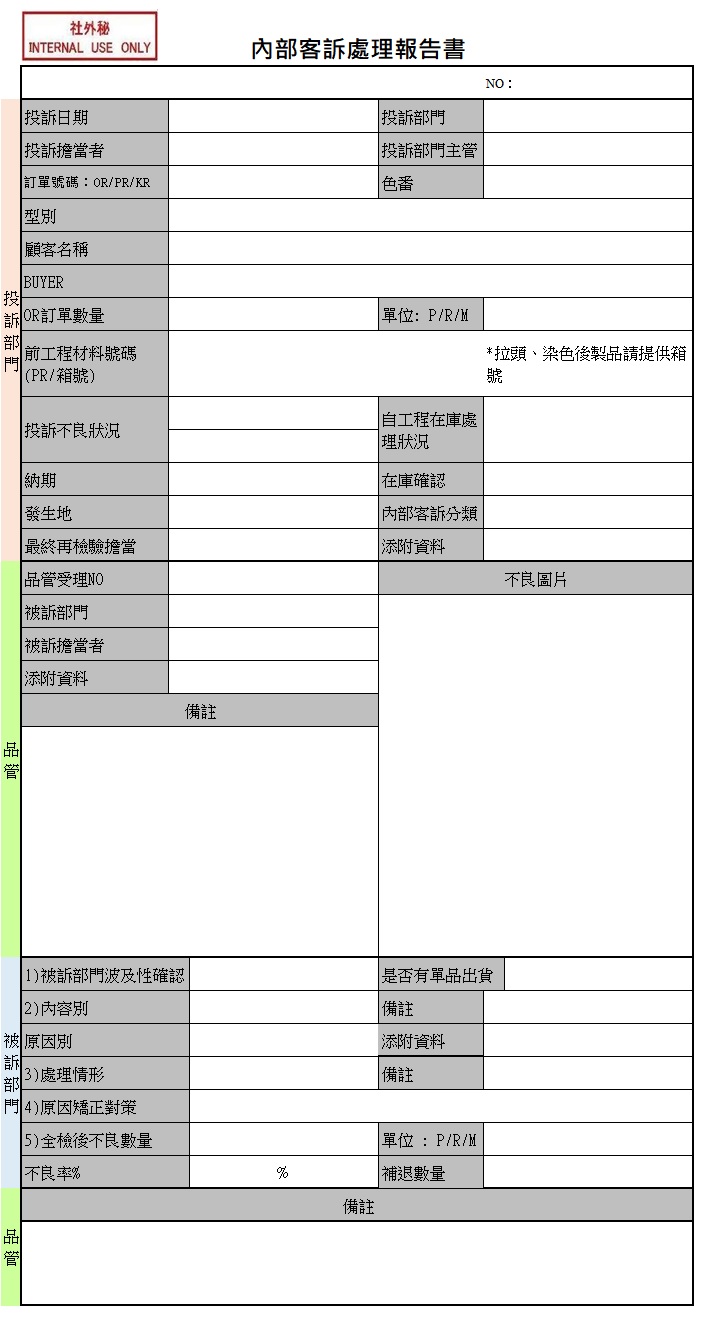 社外秘
INTERNAL USE ONLY
內部客訴處理報告書
NO：
投訴日期
投訴部門
投訴擔當者
投訴部門主管
訂單號碼：OR/PR/KR
色番
型別
顧客名稱
BUYER
OR訂單數量
單位: P/R/M
前工程材料號碼
(PR/箱號)
*拉頭、染色後製品請提供箱
號
投訴不良狀況
自工程在庫處
理狀況
納期
在庫確認
發生地
內部客訴分類
最終再檢驗擔當
添附資料
投訴部門
品管受理NO
不良圖片
被訴部門
被訴擔當者
添附資料
備註
品管
1)被訴部門波及性確認
是否有單品出貨
2)內容別
備註
原因別
添附資料
3)處理情形
備註
4)原因矯正對策
5)全檢後不良數量
單位 : P/R/M
不良率%
%
補退數量
被訴部門
備註
品管